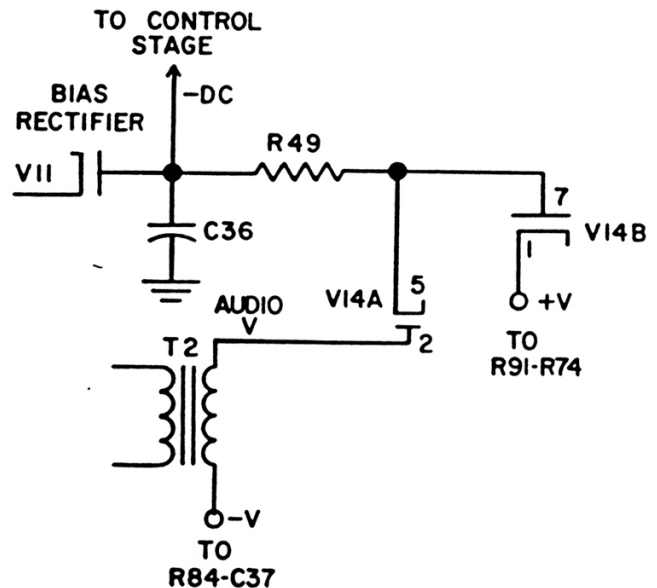 TO CONTROL
STAGE
-DC
BIAS
RECTIFIER
V11
R49
C36
7
V14B
1
+V
TO
R91-R74
5
V14A
2
AUDIO
V
T2
-V
TO
R84-C37